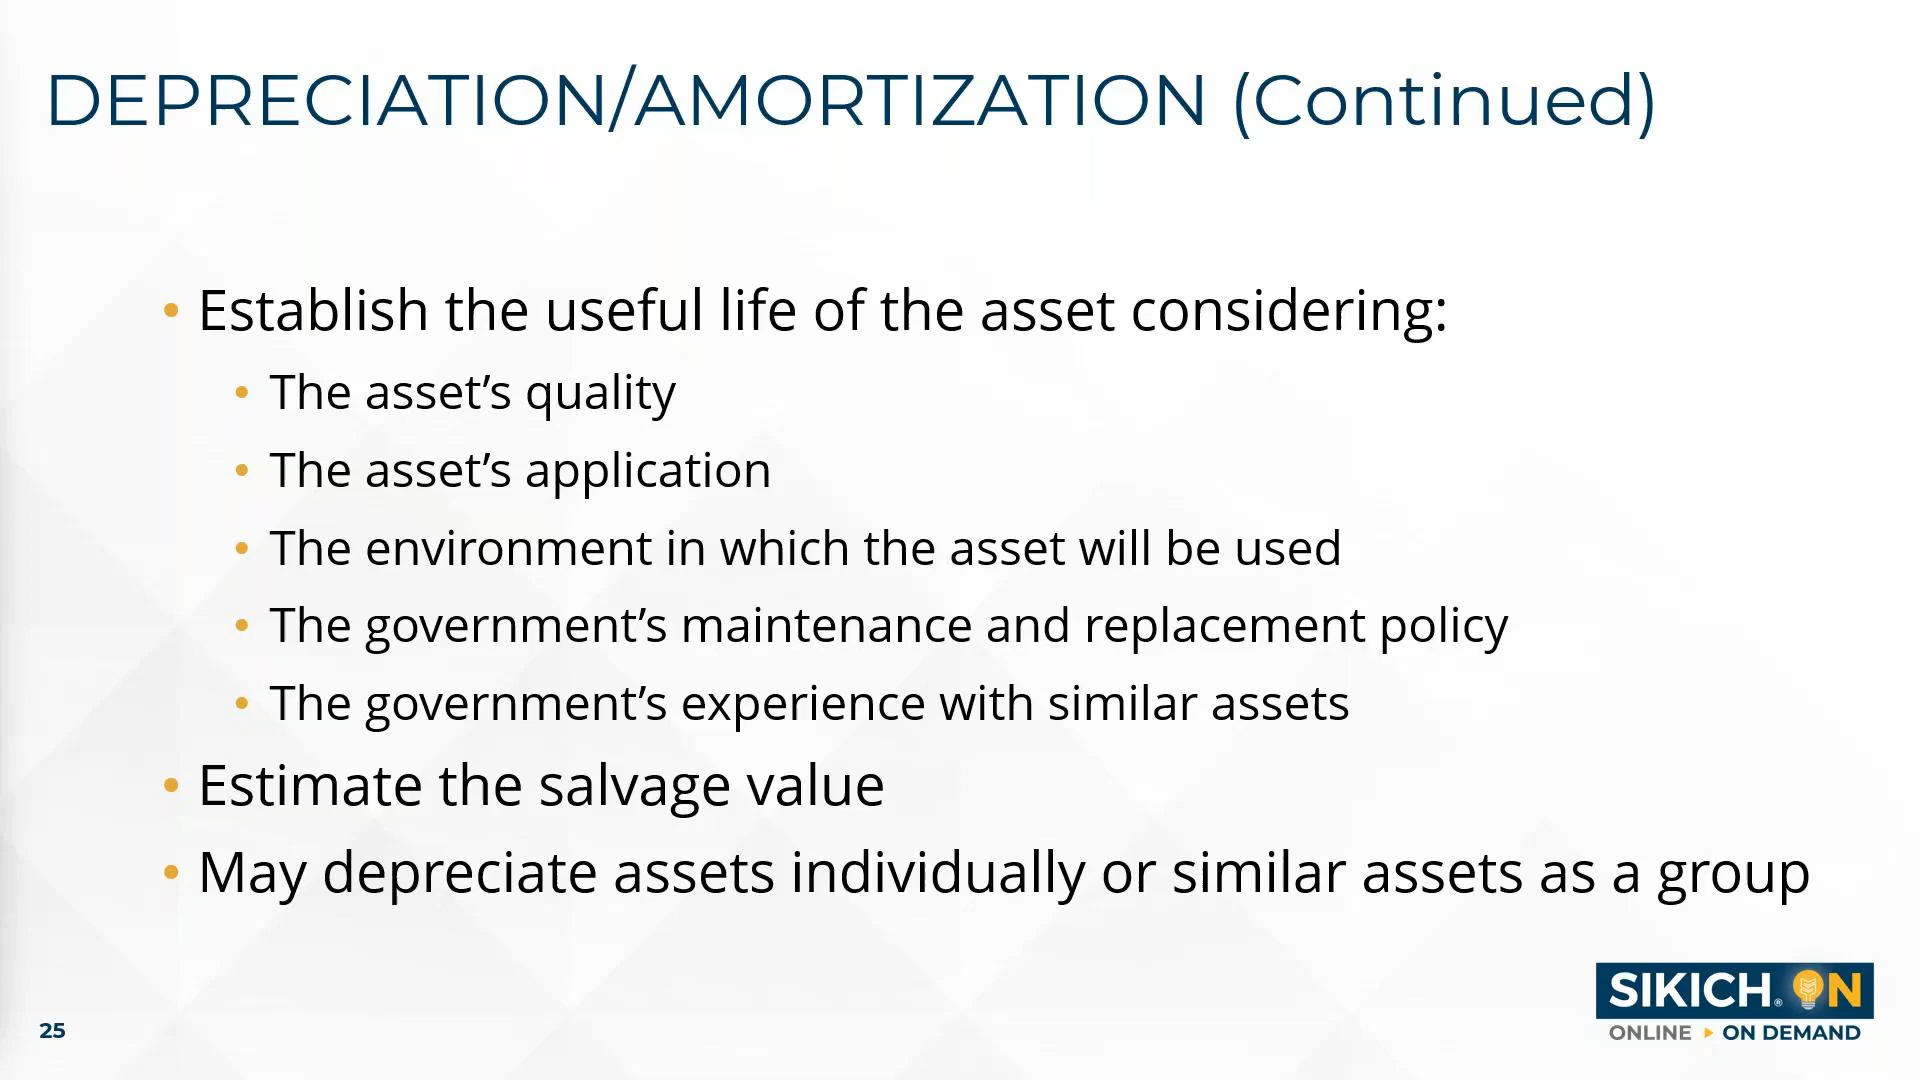 DEPRECIATION/AMORTIZATION (Continued)
• Establish the useful life of the asset considering:
• The asset’s quality
• The asset’s application
• The environment in which the asset will be used
• The government’s maintenance and replacement policy
• The government’s experience with similar assets
• Estimate the salvage value
• May depreciate assets individually or similar assets as a group
SIKICH® ON
ONLINE ▸ ON DEMAND
25